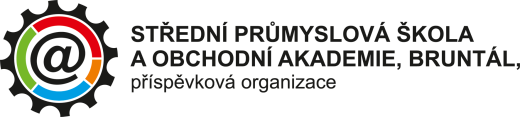 @
STŘEDNÍ PRŮMYSLOVÁ ŠKOLA
A OBCHODNÍ AKADEMIE, BRUNTÁL,
příspěvková organizace